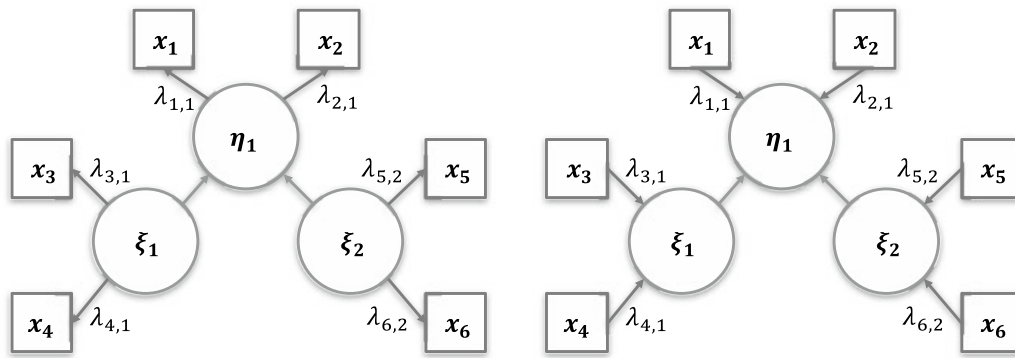 x₁ x₂ x₁ x₂
λ₁,₁ λ₂,₁ λ₁,₁ λ₂,₁
η₁ η₁
x₃ λ₃,₁ λ₅,₂ x₅ x₃ λ₃,₁ λ₅,₂ x₅
ξ₁ ξ₂ ξ₁ ξ₂
x₄ λ₄,₁ λ₆,₂ x₆ x₄ λ₄,₁ λ₆,₂ x₆